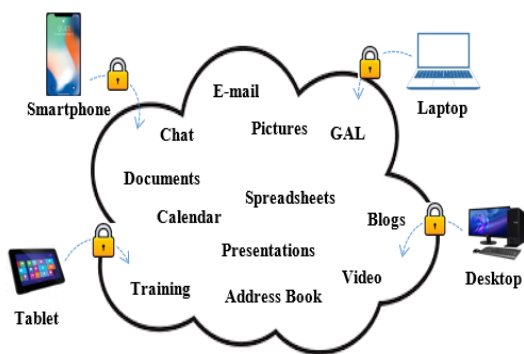 E-mail
Smartphone
Laptop
Chat
Pictures
GAL
Documents
Spreadsheets
Calendar
Blogs
Presentations
Desktop
Video
Training
Address Book
Tablet